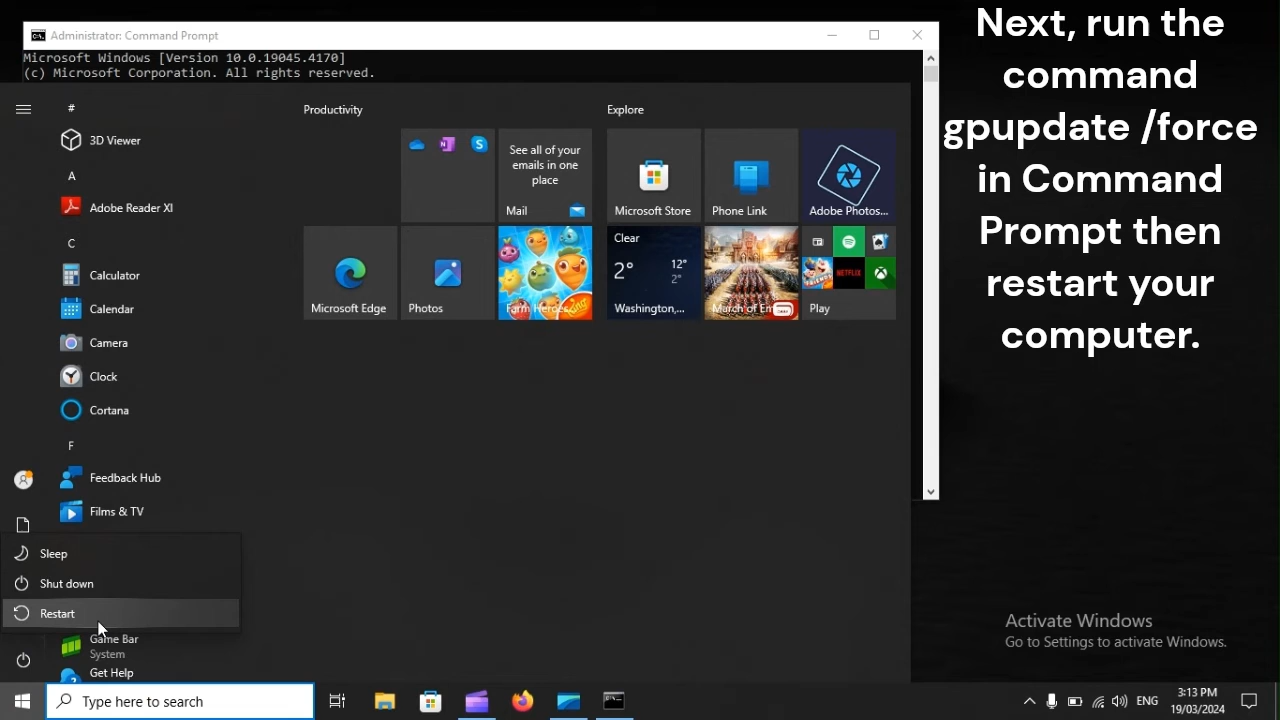 Administrator: Command Prompt
Microsoft Windows [Version 10.0.19045.4170]
(c) Microsoft Corporation. All rights reserved.
#
3D Viewer
A
Adobe Reader XI
C
Calculator
Calendar
Camera
Clock
Cortana
F
Feedback Hub
Films & TV
Sleep
Shut down
Restart
Game Bar
System
Get Help
Productivity
See all of your
emails in one
place
Mail
Microsoft Edge
Photos
Explore
Microsoft Store
Phone Link
Adobe Photos...
Clear
2°
12°
2°
Washington,...
NETFLIX
Play
Next, run the
command
gpupdate /force
in Command
Prompt then
restart your
computer.
Activate Windows
Go to Settings to activate Windows.
Type here to search
ENG
3:13 PM
19/03/2024